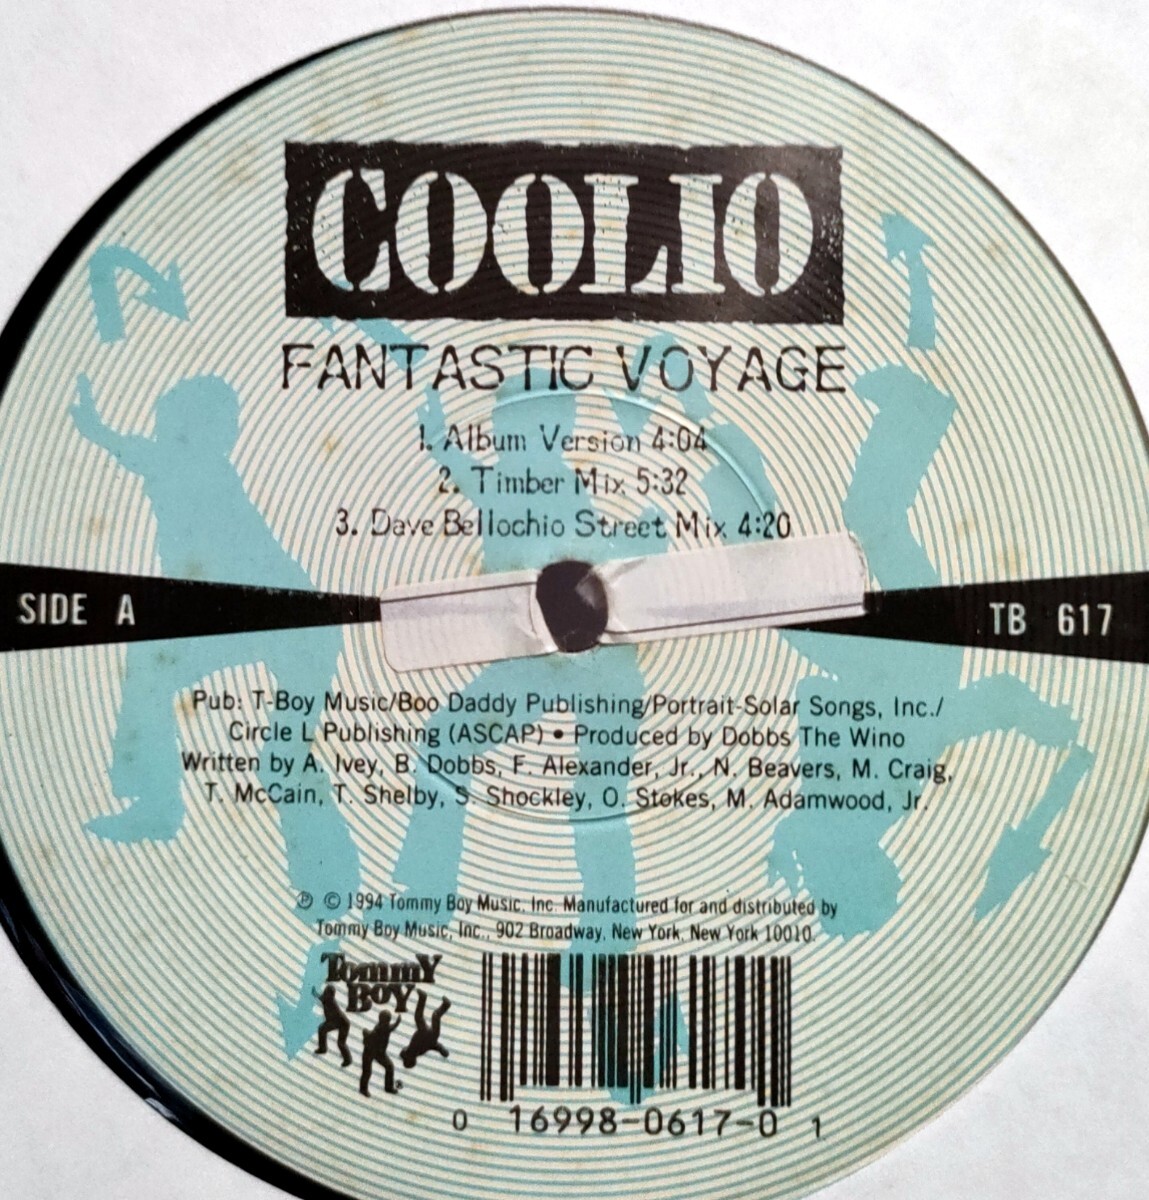 COOLIO
FANTASTIC VOYAGE
1. Album Version 4:04
2. Timber Mix 5:32
3. Dave Bellochio Street Mix 4:20
SIDE A
TB 617
Pub: T-Boy Music/Boo Daddy Publishing/Portrait-Solar Songs, Inc./
Circle L Publishing (ASCAP) • Produced by Dobbs The Wino
Written by A. Ivey, B. Dobbs, F. Alexander, Jr., N. Beavers, M. Craig,
T. McCain, T. Shelby, S. Shockley, O. Stokes, M. Adamwood, Jr.
℗ © 1994 Tommy Boy Music, Inc. Manufactured for and distributed by
Tommy Boy Music, Inc., 902 Broadway, New York, New York 10010.
TOMMY
BOY
0 16998-0617-0 1